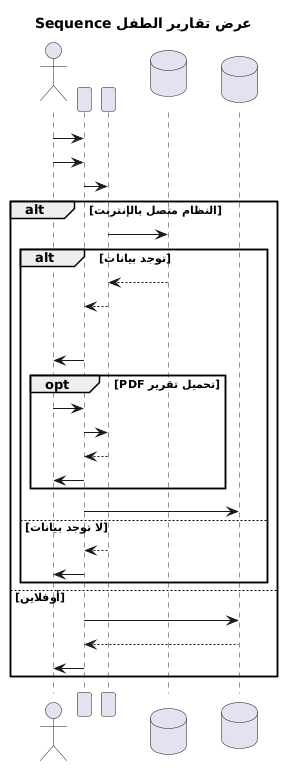 عرض تقارير الطفل Sequence
alt [النظام متصل بالإنترنت]
alt [توجد بيانات]
opt [تحميل تقرير PDF]
[لا توجد بيانات]
[أوفلاين]